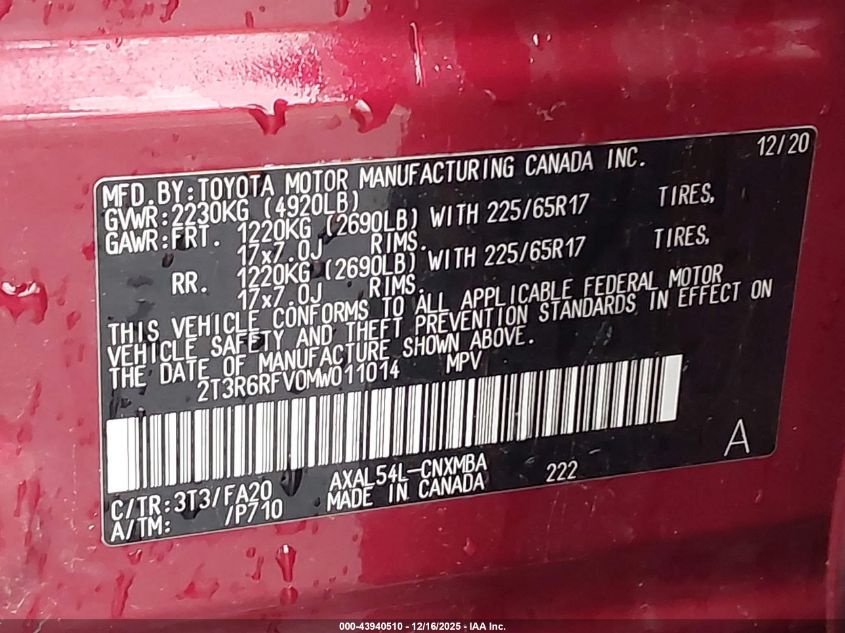 12/20
MFD.BY:TOYOTA MOTOR MANUFACTURING CANADA INC.
GVWR:2230KG (4920LB)
GAWR:FRT. 1220KG (2690LB) WITH 225/65R17 TIRES,
17x7.0J RIMS.
RR. 1220KG (2690LB) WITH 225/65R17 TIRES,
17x7.0J RIMS.
THIS VEHICLE CONFORMS TO ALL APPLICABLE FEDERAL MOTOR
VEHICLE SAFETY AND THEFT PREVENTION STANDARDS IN EFFECT ON
THE DATE OF MANUFACTURE SHOWN ABOVE.
2T3R6RFV0MW011014 MPV
A
C/TR:3T3/FA20 AXAL54L-CNXMBA 222
A/TM: /P710 MADE IN CANADA
000-43940510 - 12/16/2025 - IAA Inc.